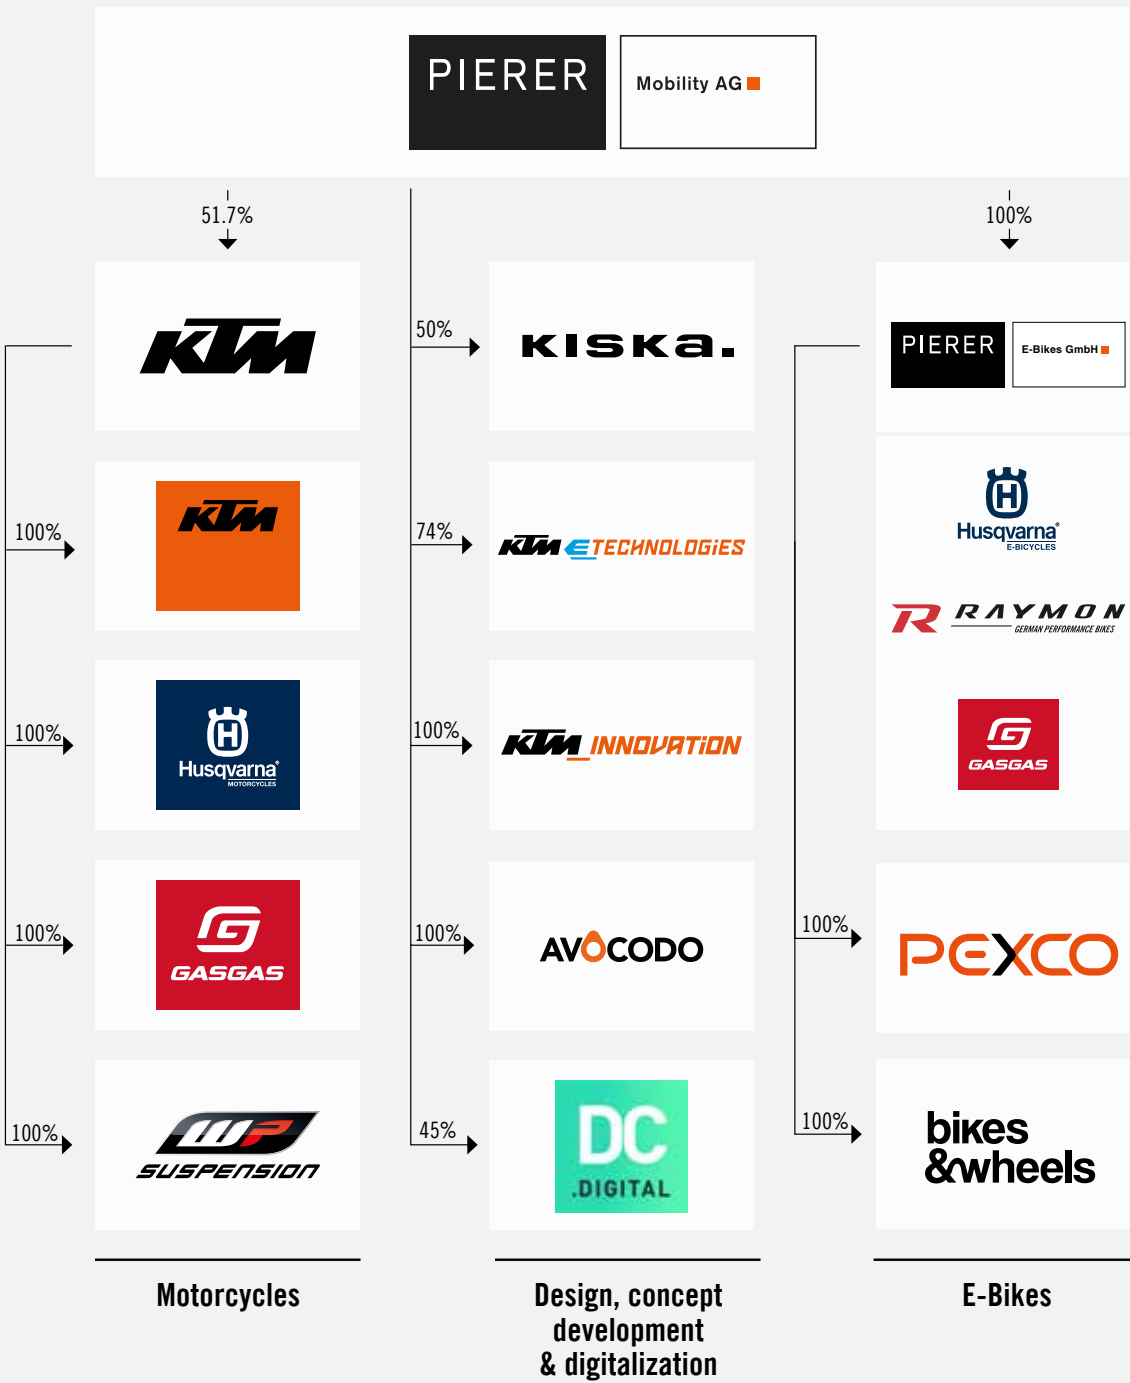 PIERER
Mobility AG
51.7%
100%
KTM
50%
KISKa.
PIERER
E-Bikes GmbH
100%
KTM
74%
KTM E TECHNOLOGiES
Husqvarna®
E-BICYCLES
R RAYMON
GERMAN PERFORMANCE BIKES
100%
H
Husqvarna®
MOTORCYCLES
100%
KTM INNOVATiON
GASGAS
100%
GASGAS
100%
AVOCODO
100%
PEXCO
100%
WP
SUSPENSION
45%
DC
.DIGITAL
100%
bikes
&wheels
Motorcycles
Design, concept
development
& digitalization
E-Bikes